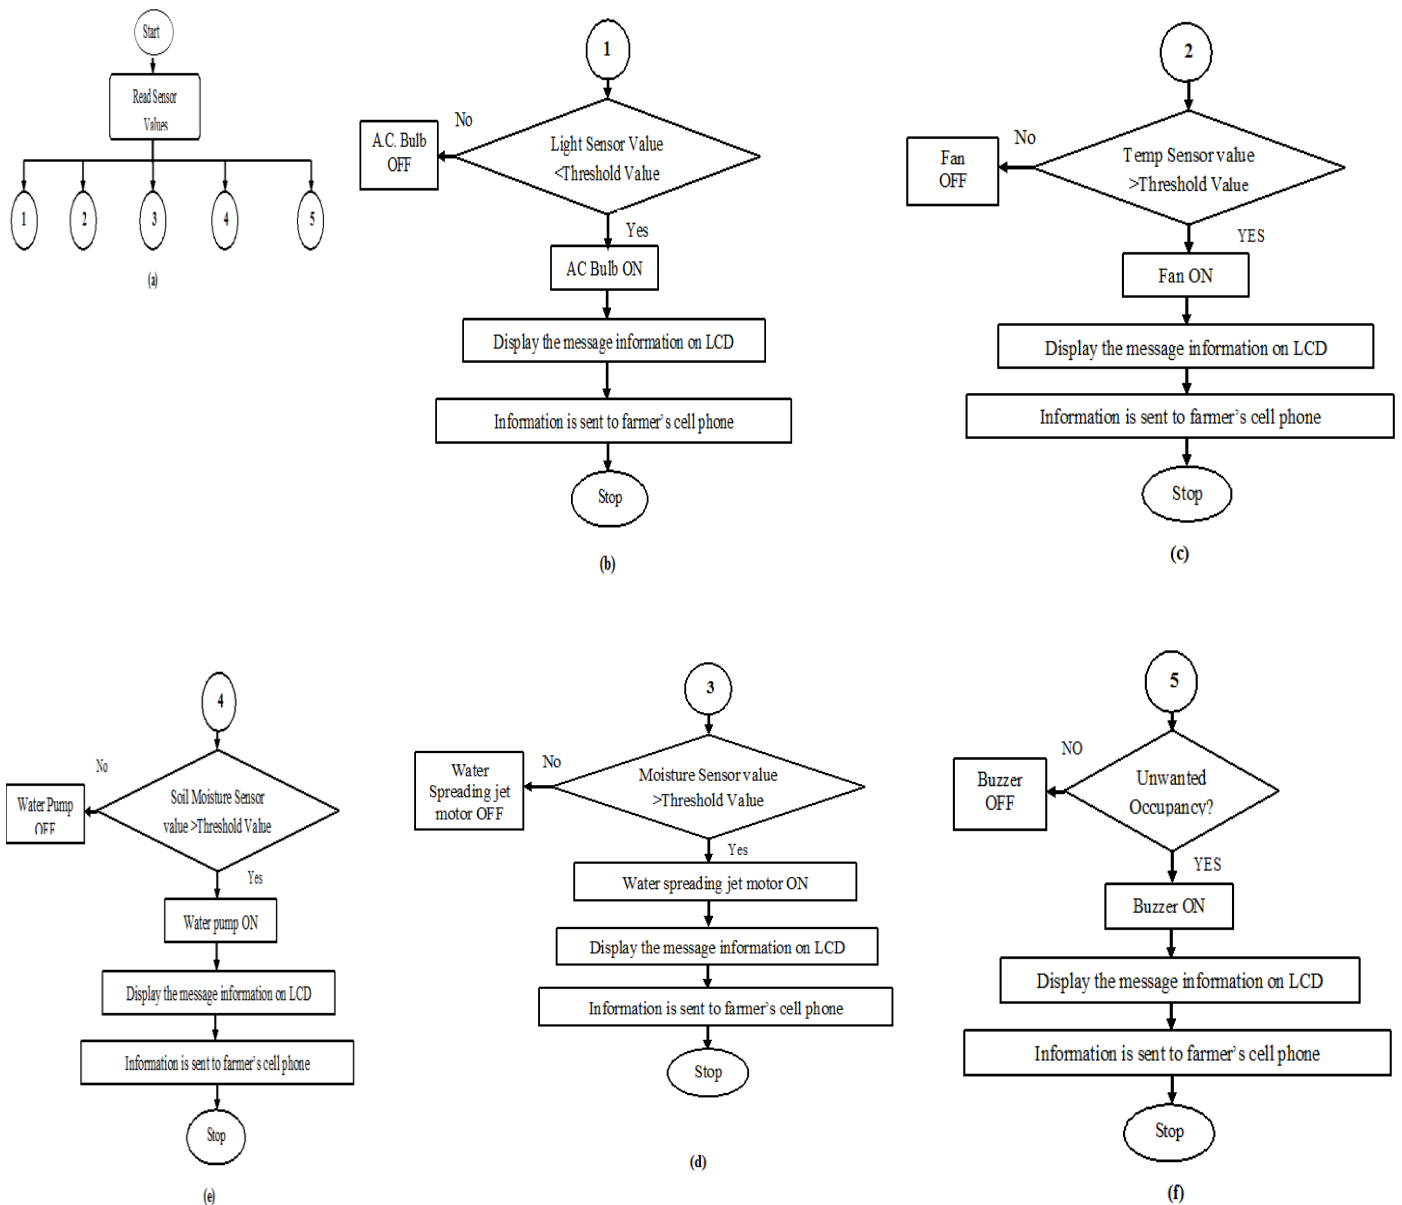 Start
Read Sensor
Values
1
2
3
4
5
(a)
1
Light Sensor Value
<Threshold Value
No
A.C. Bulb
OFF
Yes
AC Bulb ON
Display the message information on LCD
Information is sent to farmer's cell phone
Stop
(b)
2
Temp Sensor value
>Threshold Value
No
Fan
OFF
YES
Fan ON
Display the message information on LCD
Information is sent to farmer's cell phone
Stop
(c)
4
Soil Moisture Sensor
value >Threshold Value
No
Water Pump
OFF
Yes
Water pump ON
Display the message information on LCD
Information is sent to farmer's cell phone
Stop
(e)
3
Moisture Sensor value
>Threshold Value
No
Water
Spreading jet
motor OFF
Yes
Water spreading jet motor ON
Display the message information on LCD
Information is sent to farmer's cell phone
Stop
(d)
5
Unwanted
Occupancy?
NO
Buzzer
OFF
YES
Buzzer ON
Display the message information on LCD
Information is sent to farmer's cell phone
Stop
(f)